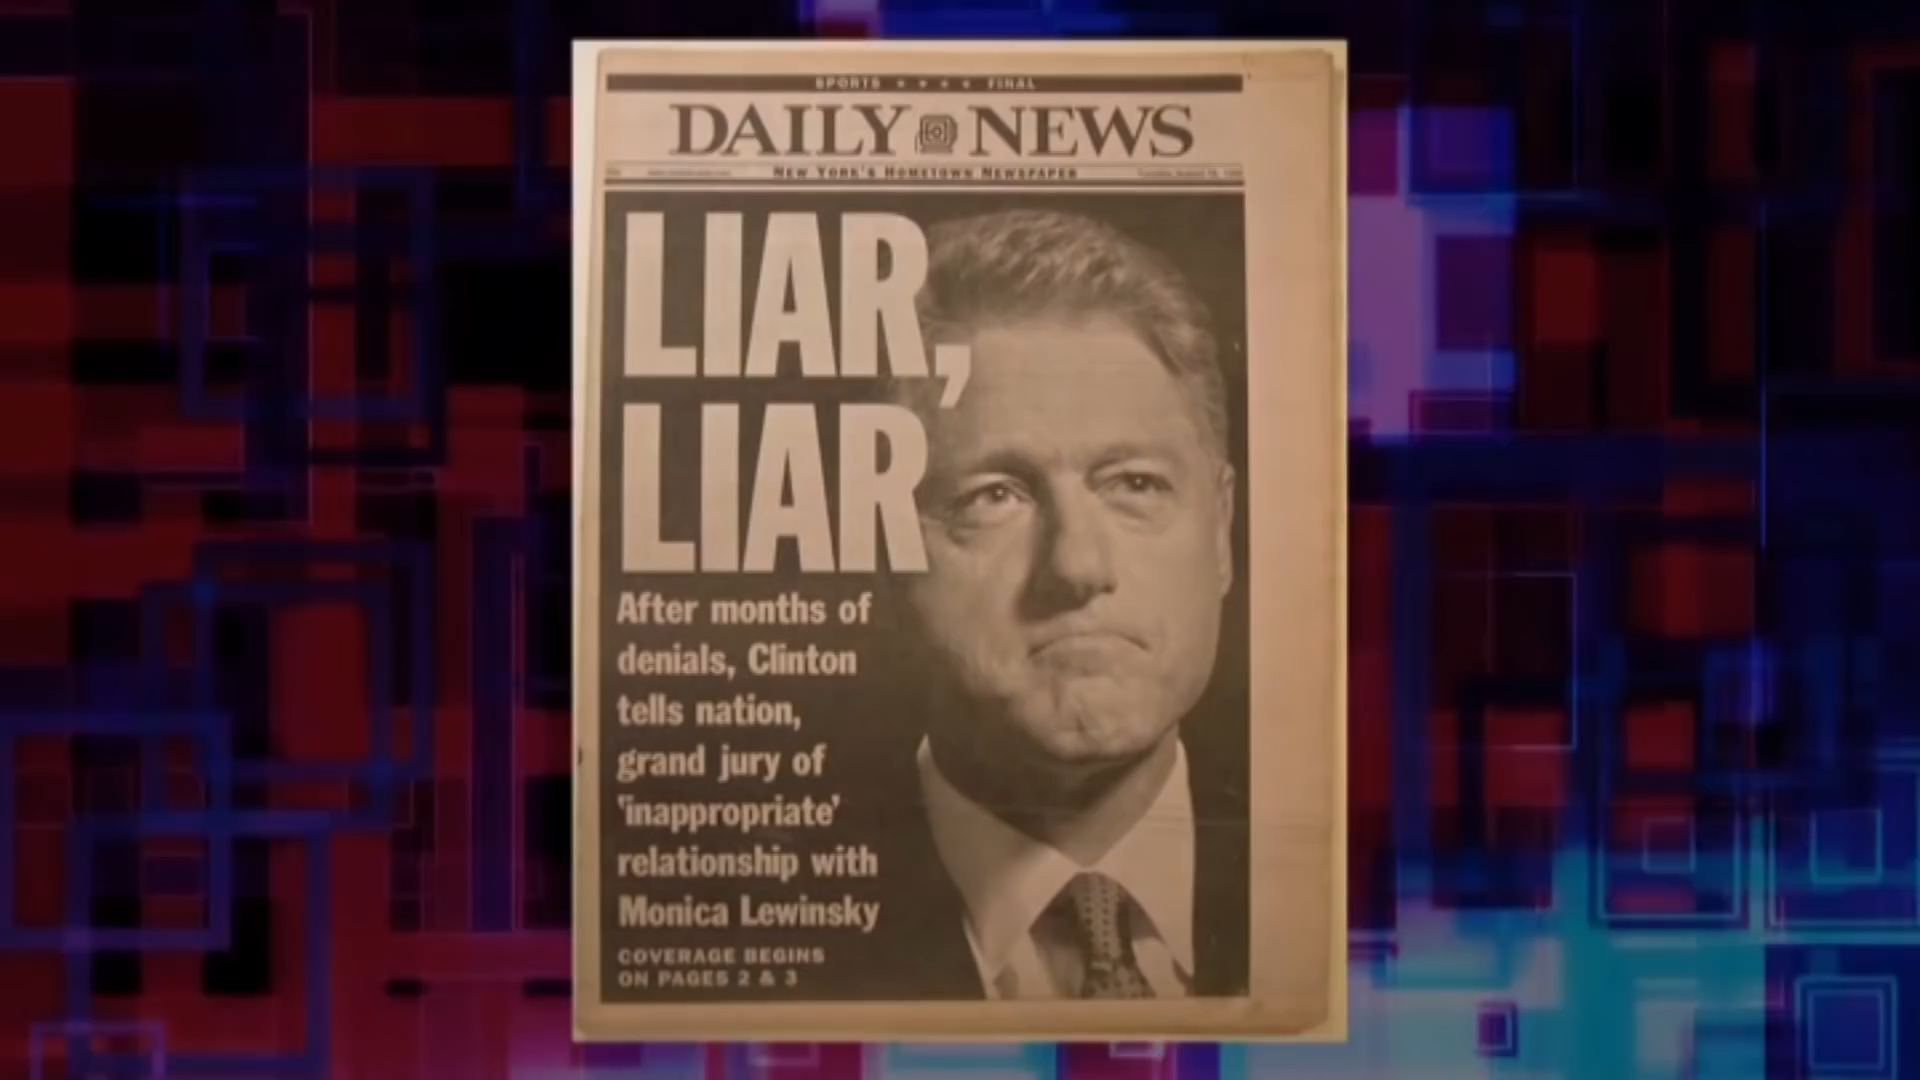 SPORTS ★ ★ ★ ★ FINAL
DAILY NEWS
NEW YORK'S HOMETOWN NEWSPAPER
LIAR,
LIAR
After months of
denials, Clinton
tells nation,
grand jury of
'inappropriate'
relationship with
Monica Lewinsky
COVERAGE BEGINS
ON PAGES 2 & 3